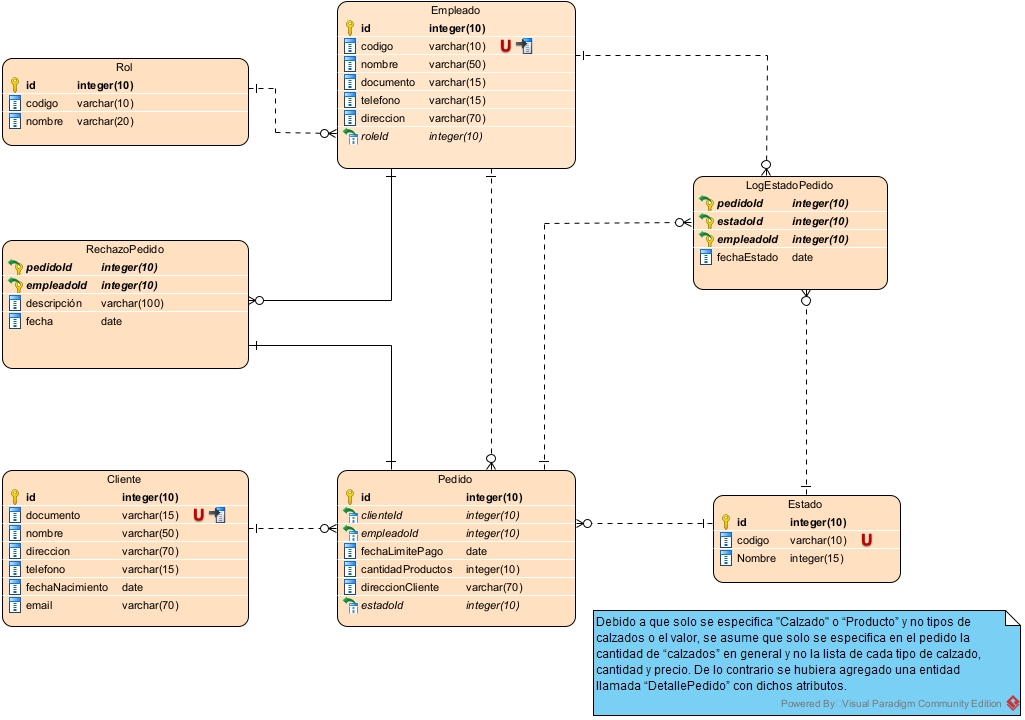 Empleado
id integer(10)
codigo varchar(10) U
nombre varchar(50)
documento varchar(15)
telefono varchar(15)
direccion varchar(70)
roleId integer(10)
Rol
id integer(10)
codigo varchar(10)
nombre varchar(20)
LogEstadoPedido
pedidoId integer(10)
estadoId integer(10)
empleadoId integer(10)
fechaEstado date
RechazoPedido
pedidoId integer(10)
empleadoId integer(10)
descripción varchar(100)
fecha date
Cliente
id integer(10)
documento varchar(15) U
nombre varchar(50)
direccion varchar(70)
telefono varchar(15)
fechaNacimiento date
email varchar(70)
Pedido
id integer(10)
clienteId integer(10)
empleadoId integer(10)
fechaLimitePago date
cantidadProductos integer(10)
direccionCliente varchar(70)
estadoId integer(10)
Estado
id integer(10)
codigo varchar(10) U
Nombre integer(15)
Debido a que solo se especifica "Calzado" o “Producto” y no tipos de
calzados o el valor, se asume que solo se especifica en el pedido la
cantidad de “calzados” en general y no la lista de cada tipo de calzado,
cantidad y precio. De lo contrario se hubiera agregado una entidad
llamada “DetallePedido” con dichos atributos.
Powered By Visual Paradigm Community Edition